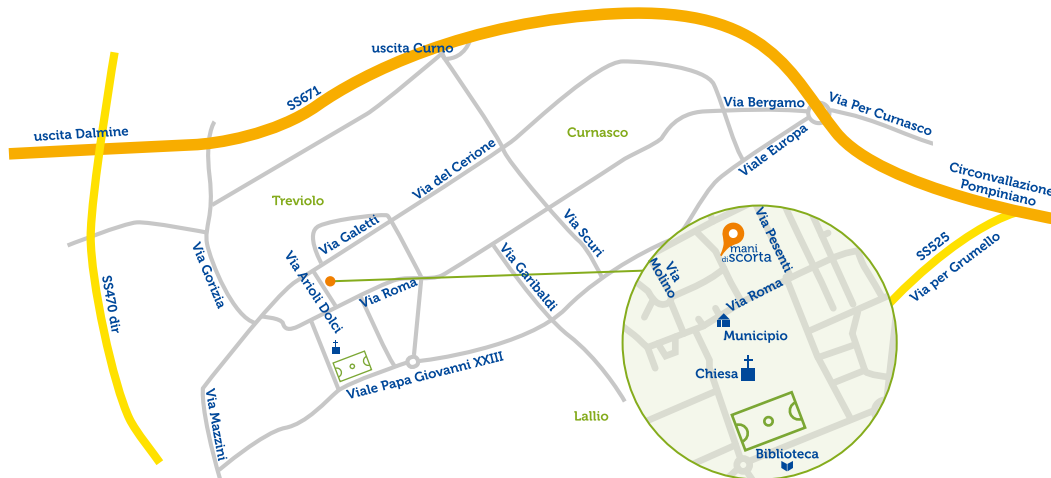 uscita Curno
SS671
uscita Dalmine
Via Bergamo
Via Per Curnasco
Curnasco
Viale Europa
Via del Cerione
Circonvallazione
Pompiniano
Treviolo
Via Galetti
Via Scuri
Via Pesenti
mani
di scorta
SS525
Via per Grumello
Via Gorizia
Via Arioli Dolci
Via Garibaldi
Via
Molino
SS470 dir
Via Roma
Via Roma
Municipio
Chiesa
Viale Papa Giovanni XXIII
Via Mazzini
Lallio
Biblioteca